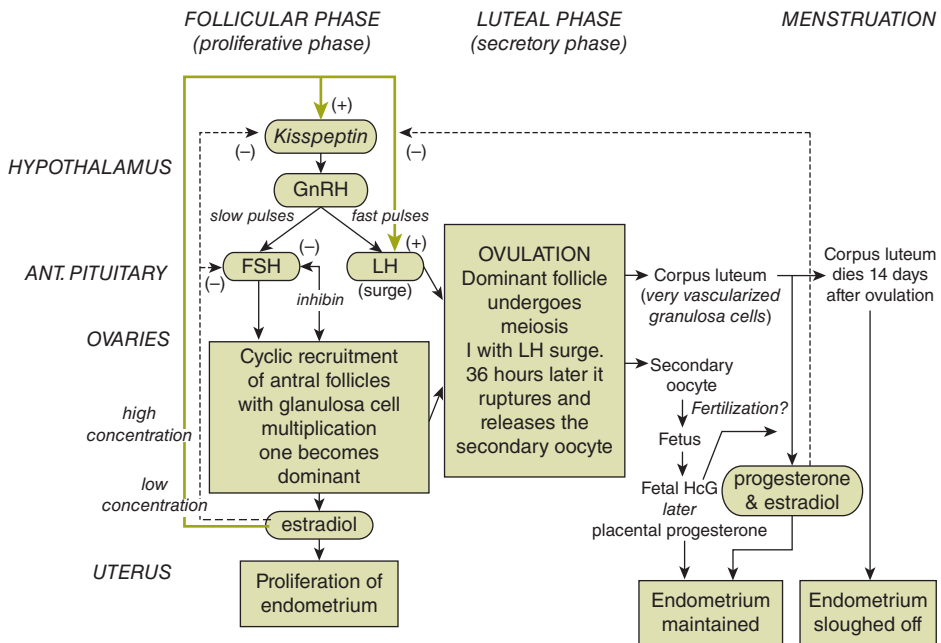 FOLLICULAR PHASE
(proliferative phase)
LUTEAL PHASE
(secretory phase)
MENSTRUATION
HYPOTHALAMUS
ANT. PITUITARY
OVARIES
UTERUS
(+)
Kisspeptin
(–)
(–)
GnRH
slow pulses
fast pulses
(–)
(+)
FSH
LH
(–)
(surge)
inhibin
Cyclic recruitment
of antral follicles
with glanulosa cell
multiplication
one becomes
dominant
high
concentration
low
concentration
estradiol
Proliferation of
endometrium
OVULATION
Dominant follicle
undergoes
meiosis
I with LH surge.
36 hours later it
ruptures and
releases the
secondary oocyte
Corpus luteum
(very vascularized
granulosa cells)
Corpus luteum
dies 14 days
after ovulation
Secondary
oocyte
Fertilization?
Fetus
Fetal HcG
later
placental progesterone
progesterone
& estradiol
Endometrium
maintained
Endometrium
sloughed off